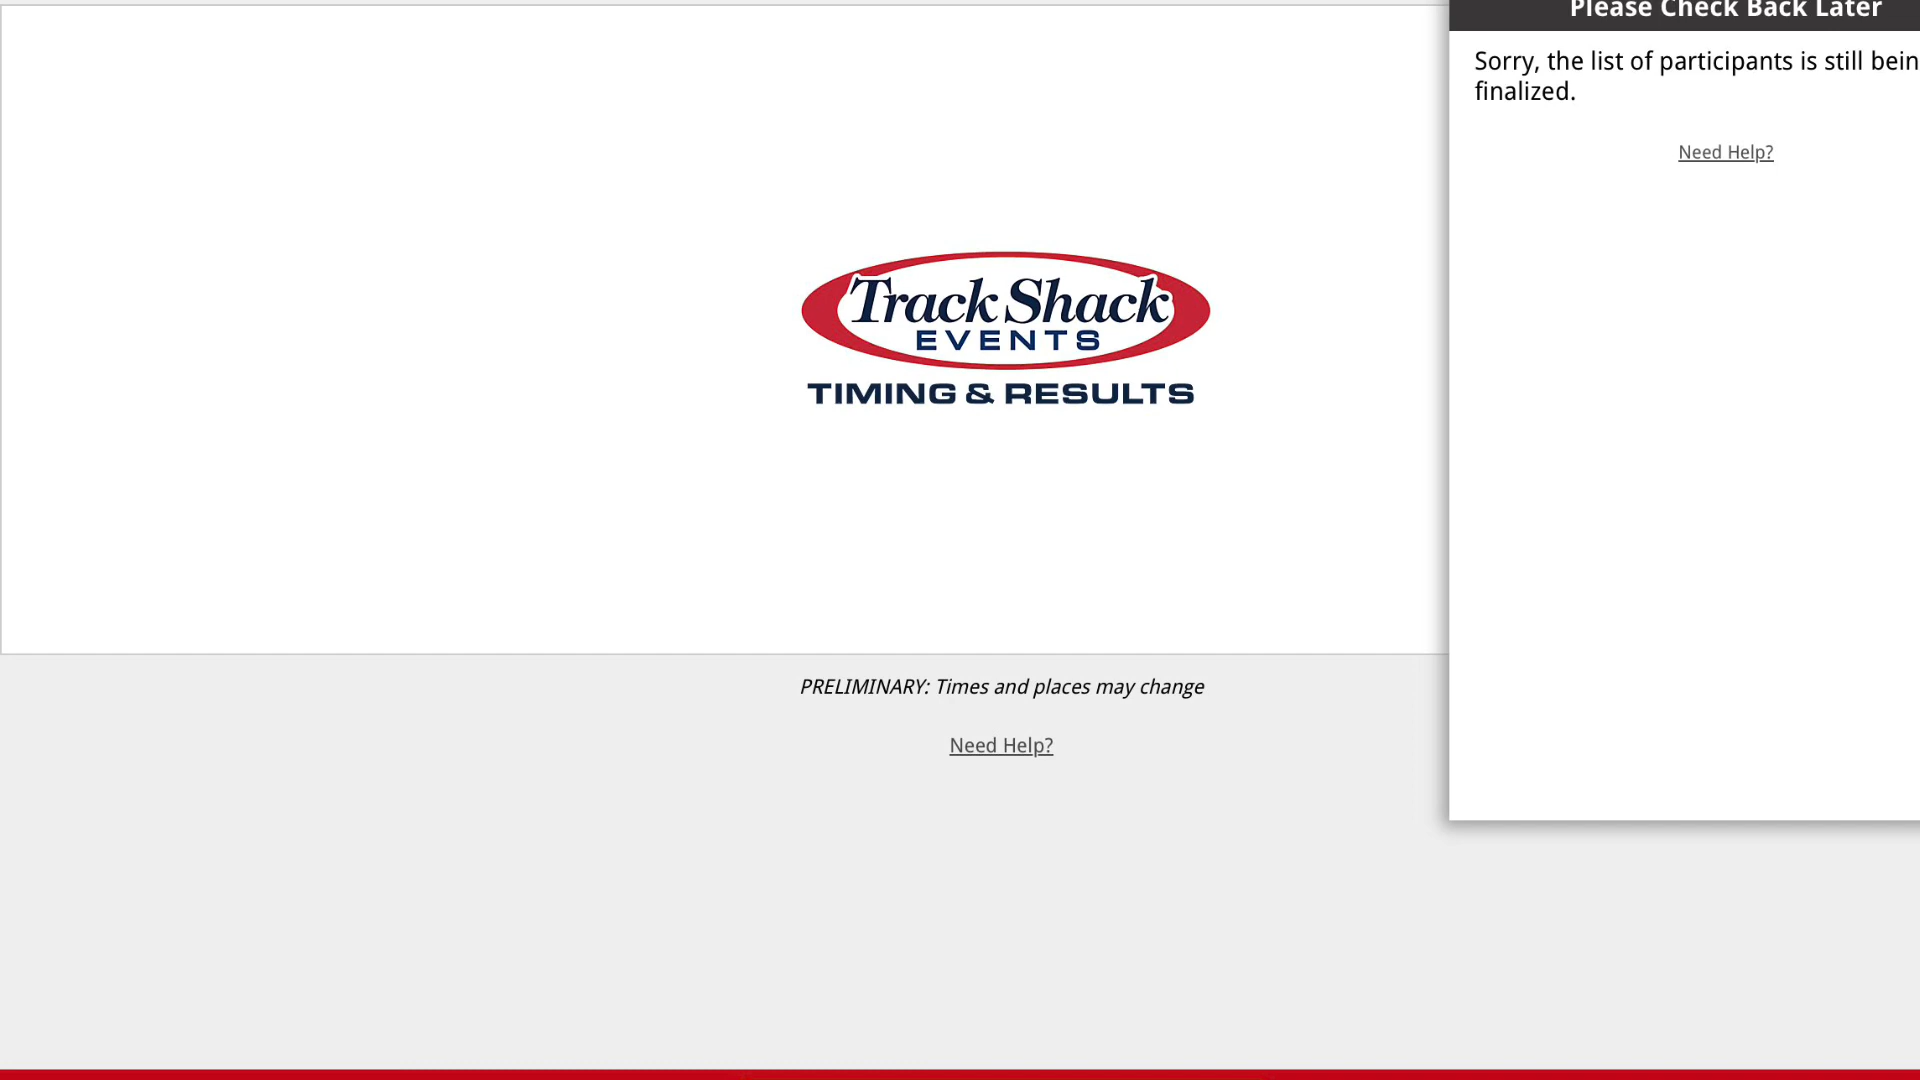 Please Check Back Later
Sorry, the list of participants is still bein
finalized.
Need Help?
Track Shack
EVENTS
TIMING & RESULTS
PRELIMINARY: Times and places may change
Need Help?